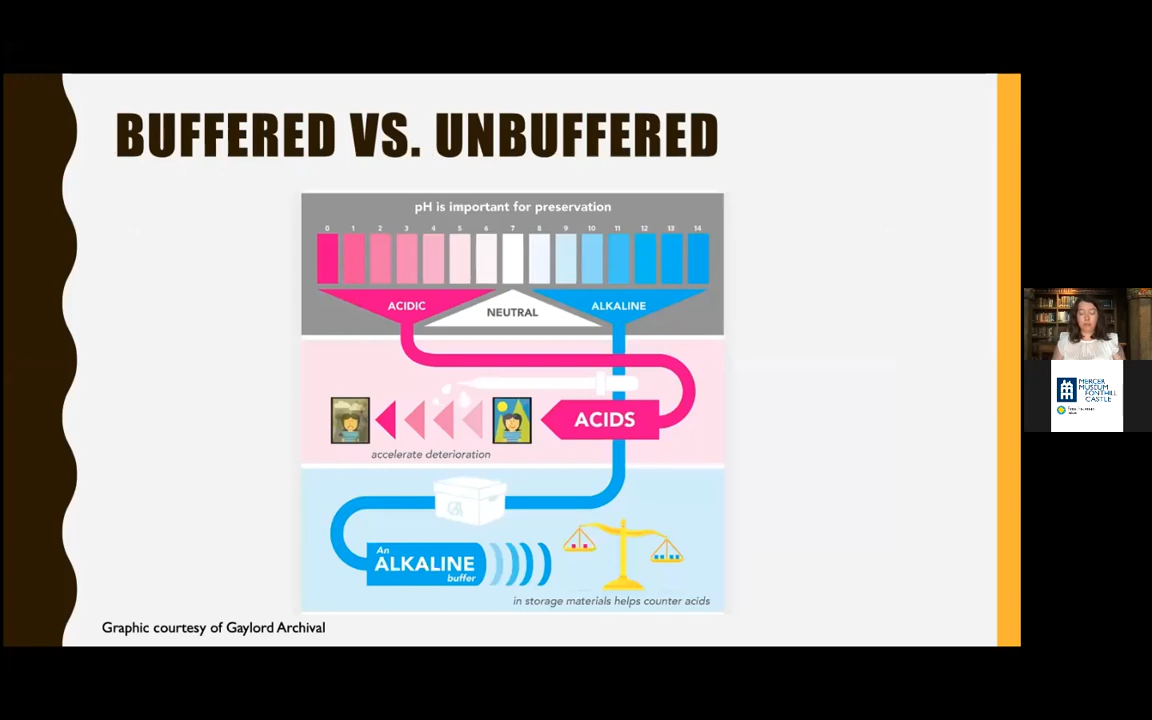 BUFFERED VS. UNBUFFERED
pH is important for preservation
0 1 2 3 4 5 6 7 8 9 10 11 12 13 14
ACIDIC
NEUTRAL
ALKALINE
ACIDS
accelerate deterioration
An
ALKALINE
buffer
in storage materials helps counter acids
Graphic courtesy of Gaylord Archival
MERCER
MUSEUM
FONTHILL
CASTLE